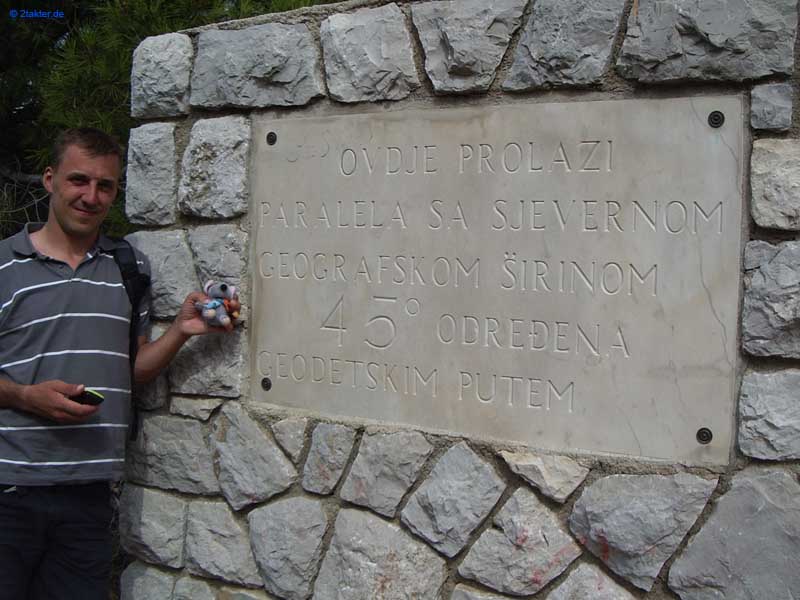 © 2takter.de
OVDJE PROLAZI
PARALELA SA SJEVERNOM
GEOGRAFSKOM ŠIRINOM
45° ODREĐENA
GEODETSKIM PUTEM